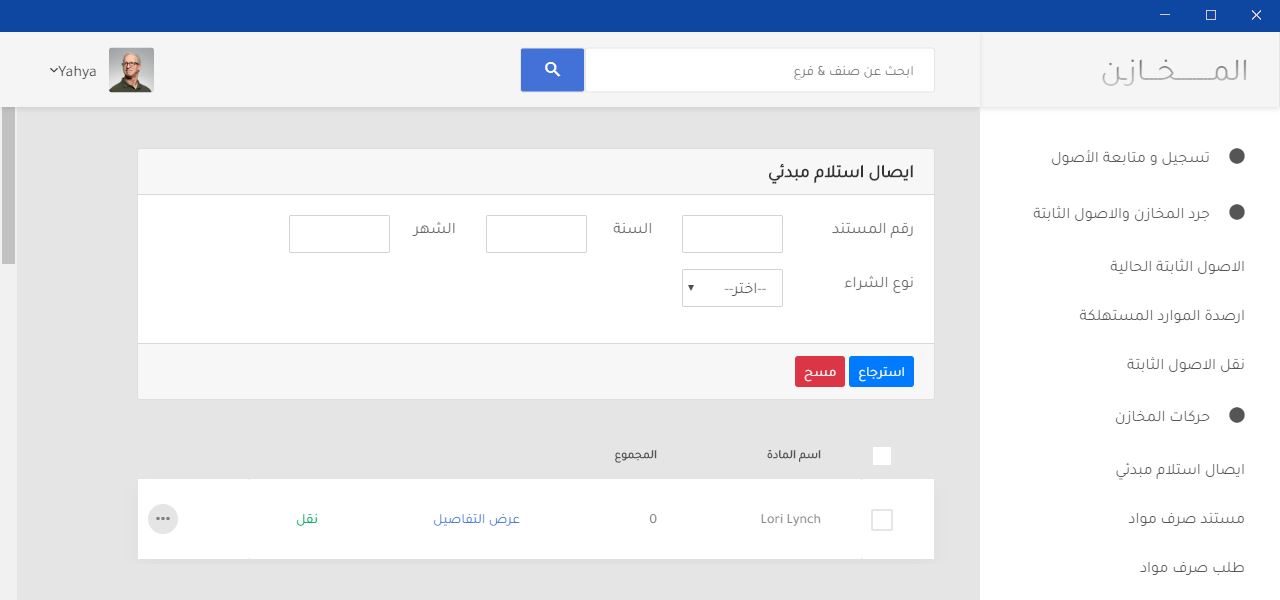 المـــــخـــازن
ابحث عن صنف & فرع
Yahya
تسجيل و متابعة الأصول
جرد المخازن والاصول الثابتة
الاصول الثابتة الحالية
ارصدة الموارد المستهلكة
نقل الاصول الثابتة
حركات المخازن
ايصال استلام مبدئي
مستند صرف مواد
طلب صرف مواد
ايصال استلام مبدئي
رقم المستند السنة الشهر
نوع الشراء --اختر--
استرجاع مسح
اسم المادة المجموع
Lori Lynch 0 عرض التفاصيل نقل